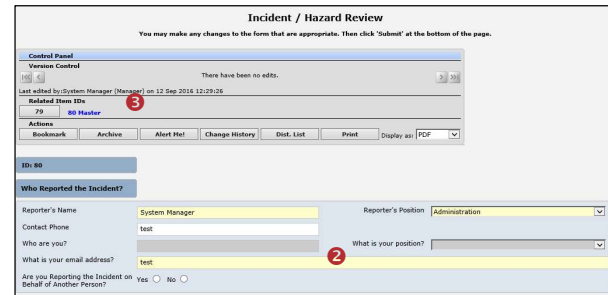 Incident / Hazard Review
You may make any changes to the form that are appropriate. Then click 'Submit' at the bottom of the page.
Control Panel
Version Control
There have been no edits.
Last edited by:System Manager (Manager) on 12 Sep 2016 12:29:26
Related Item IDs
3
79 80 Master
Actions
Bookmark Archive Alert Me! Change History Dist. List Print Display as: PDF
ID: 80
Who Reported the Incident?
Reporter's Name System Manager Reporter's Position Administration
Contact Phone test
Who are you? What is your position?
2
What is your email address? test
Are you Reporting the Incident on Yes No
Behalf of Another Person?